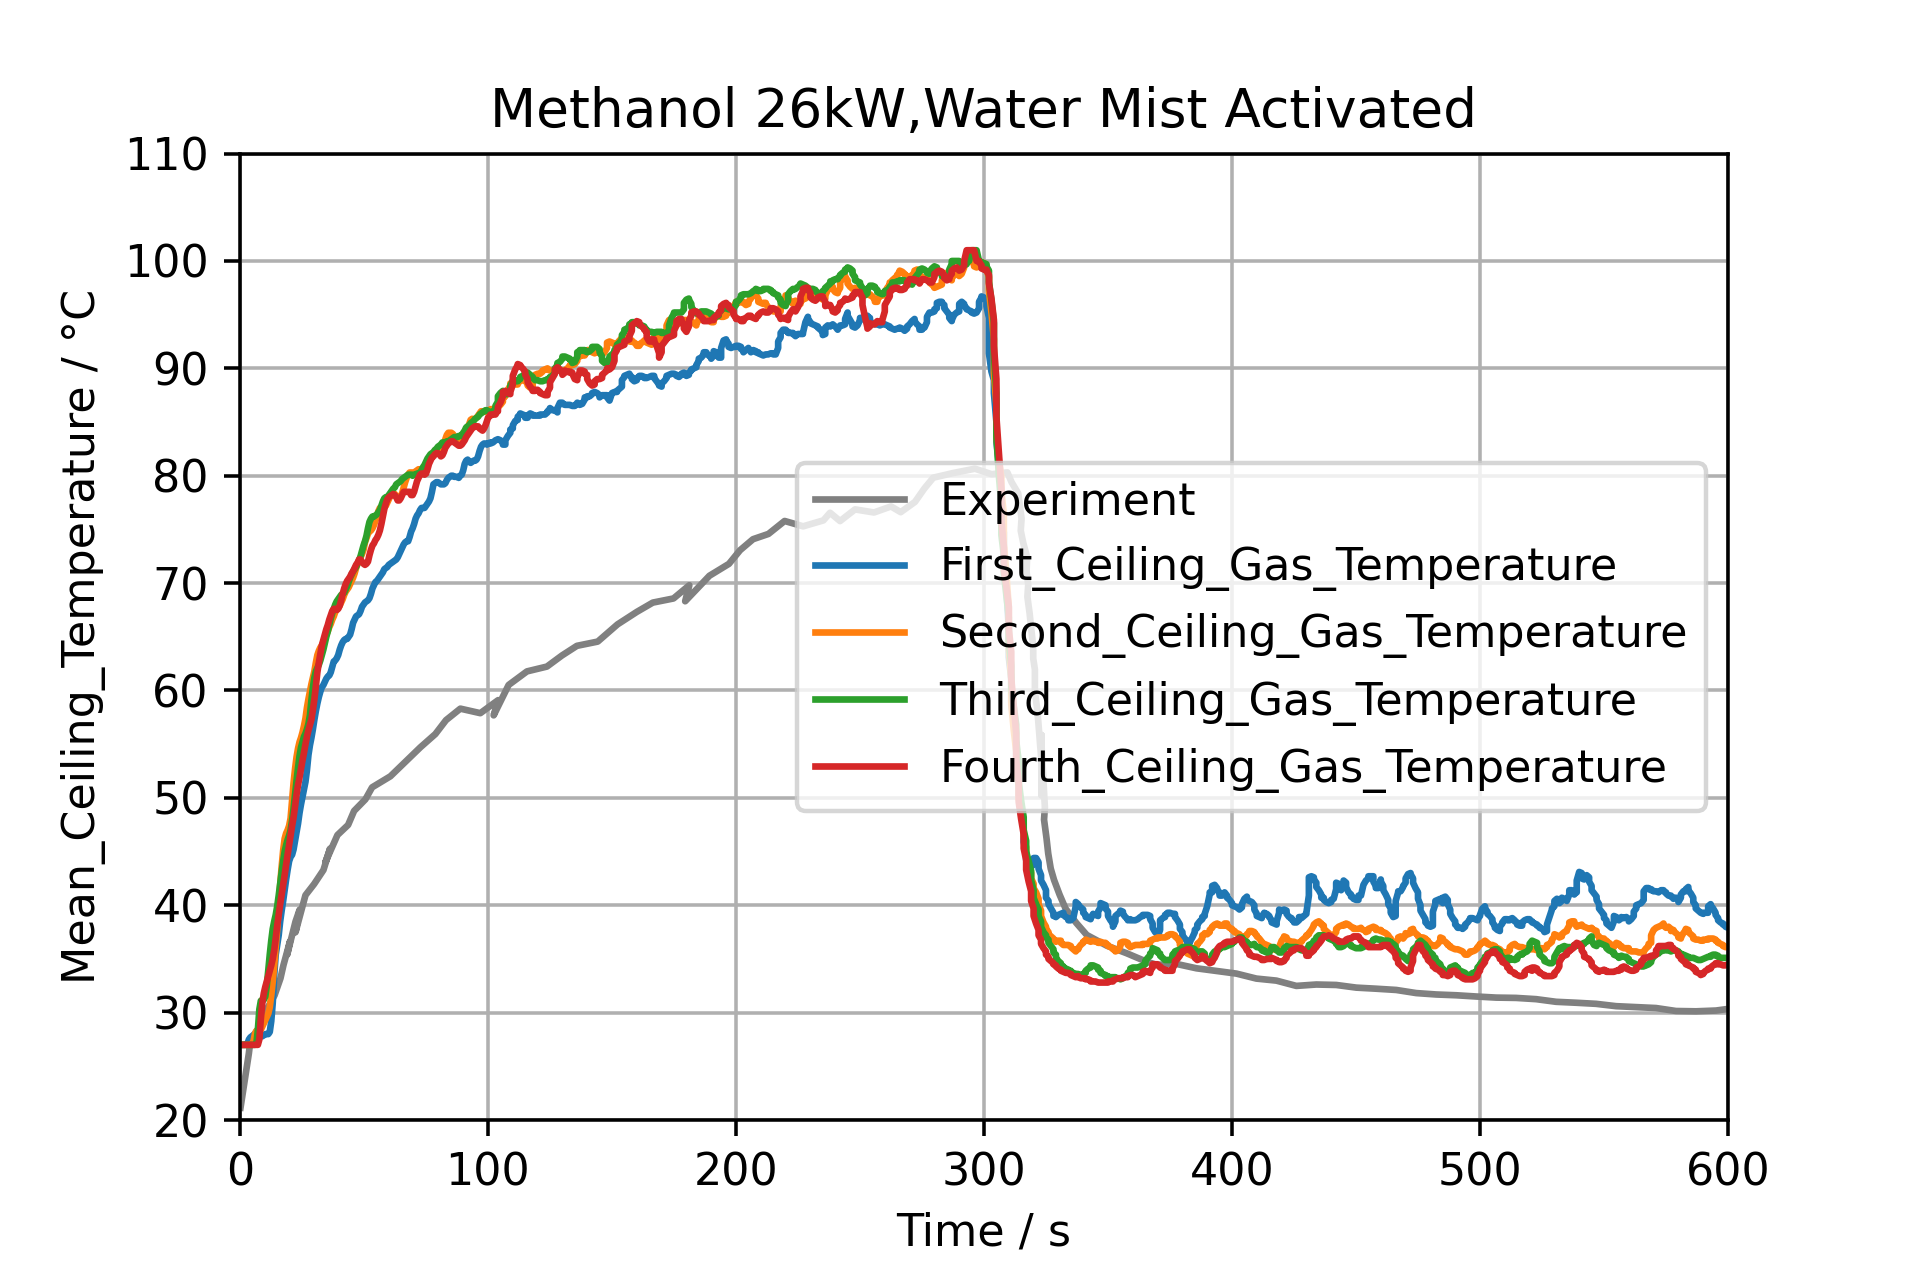 Methanol 26kW,Water Mist Activated
110
100
90
80
70
60
50
40
30
20
Mean_Ceiling_Temperature / °C
Experiment
First_Ceiling_Gas_Temperature
Second_Ceiling_Gas_Temperature
Third_Ceiling_Gas_Temperature
Fourth_Ceiling_Gas_Temperature
0 100 200 300 400 500 600
Time / s